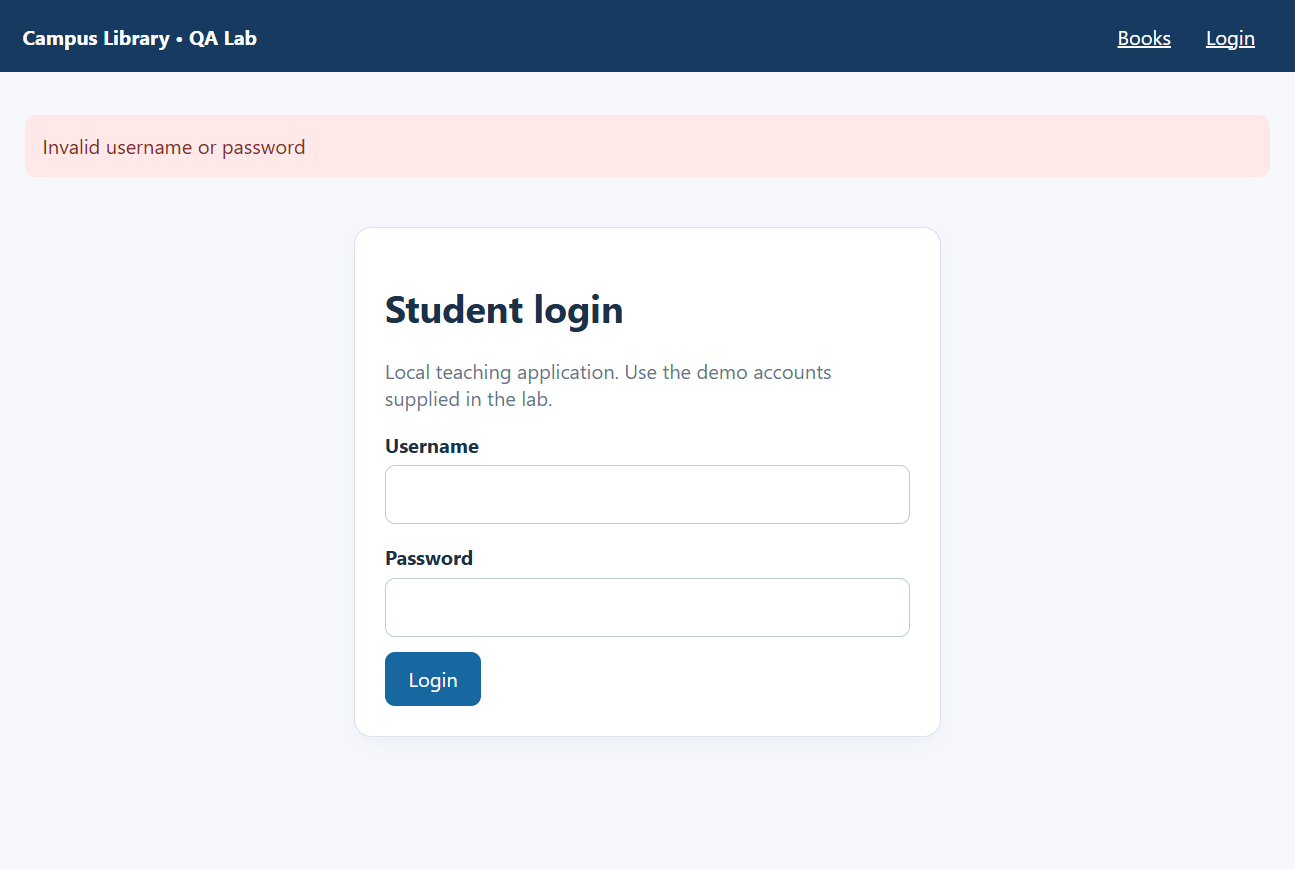 Campus Library • QA Lab
Books
Login
Invalid username or password
Student login
Local teaching application. Use the demo accounts
supplied in the lab.
Username
Password
Login